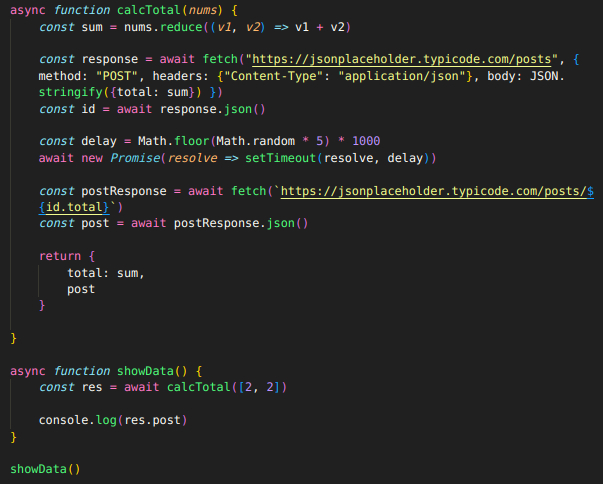 async function calcTotal(nums) {
const sum = nums.reduce((v1, v2) => v1 + v2)
const response = await fetch("https://jsonplaceholder.typicode.com/posts", {
method: "POST", headers: {"Content-Type": "application/json"}, body: JSON.
stringify({total: sum}) })
const id = await response.json()
const delay = Math.floor(Math.random * 5) * 1000
await new Promise(resolve => setTimeout(resolve, delay))
const postResponse = await fetch(`https://jsonplaceholder.typicode.com/posts/$
{id.total}`)
const post = await postResponse.json()
return {
total: sum,
post
}
}
async function showData() {
const res = await calcTotal([2, 2])
console.log(res.post)
}
showData()